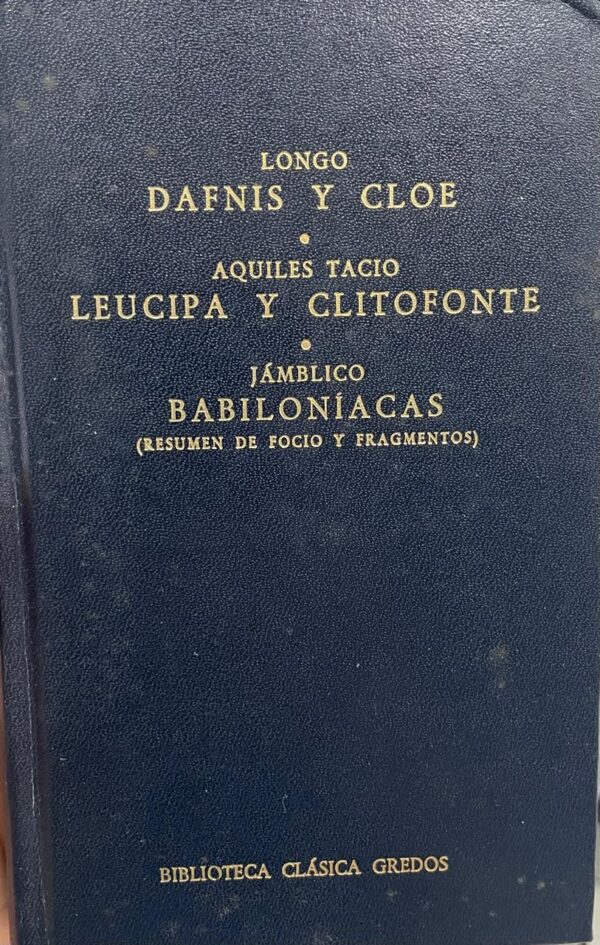 LONGO
DAFNIS Y CLOE
•
AQUILES TACIO
LEUCIPA Y CLITOFONTE
•
JÁMBLICO
BABILONÍACAS
(RESUMEN DE FOCIO Y FRAGMENTOS)
BIBLIOTECA CLÁSICA GREDOS